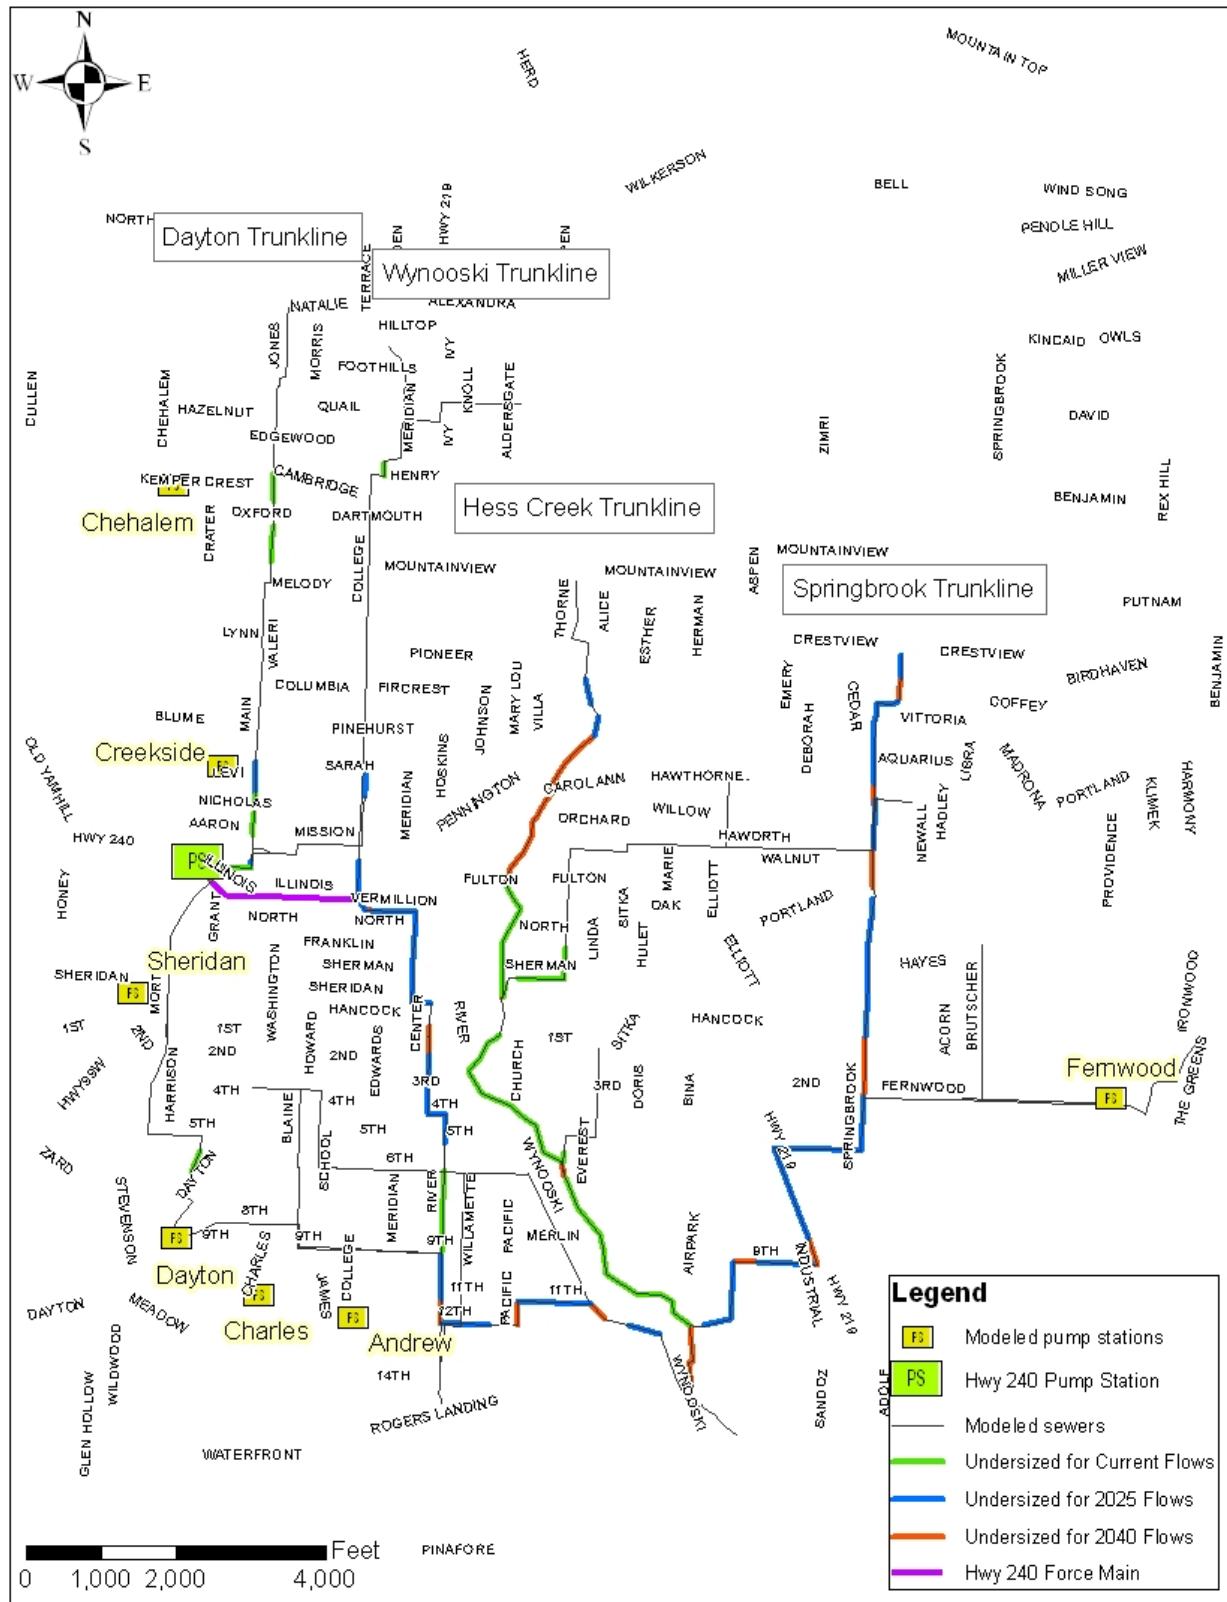 N
W
E
S
HERD
MOUNTAIN TOP
WILKERSON
BELL
WIND SONG
PENDLE HILL
MILLER VIEW
NORTH
HWY 219
Dayton Trunkline
TERRACE
Wynooski Trunkline
NATALIE
ALEXANDRA
HILLTOP
JONES
MORRIS
IVY
FOOTHILLS
KINCAID
OWLS
CULLEN
CHEHALEM
HAZELNUT
QUAIL
MERIDIAN
KNOLL
ALDERSGATE
SPRINGBROOK
DAVID
EDGEWOOD
IVY
ZIMRI
KEMPER CREST
CAMBRIDGE
HENRY
REX HILL
BENJAMIN
Chehalem
CRATER
OXFORD
DARTMOUTH
Hess Creek Trunkline
COLLEGE
MELODY
MOUNTAINVIEW
THORNE
MOUNTAINVIEW
ASPEN
MOUNTAINVIEW
Springbrook Trunkline
PUTNAM
ALICE
ESTHER
HERMAN
LYNN
VALERI
PIONEER
CRESTVIEW
CRESTVIEW
BIRDHAVEN
BENJAMIN
COLUMBIA
FIRCREST
JOHNSON
MARY LOU
VILLA
EMERY
DEBORAH
CEDAR
COFFEY
BLUME
MAIN
PINEHURST
VITTORIA
OLD YAMHILL
Creekside
PS
LEVI
SARAH
HOSKINS
AQUARIUS
LIBRA
MADRONA
NICHOLAS
MERIDIAN
PENNINGTON
CAROL ANN
HAWTHORNE
PORTLAND
KLIMEK
HARMONY
AARON
MISSION
WILLOW
ORCHARD
HAWORTH
NEWALL
HADLEY
HWY 240
PS
ILLINOIS
ILLINOIS
WALNUT
PROVIDENCE
HONEY
GRANT
VERMILLION
FULTON
FULTON
MARIE
ELLIOTT
NORTH
NORTH
NORTH
SITKA
OAK
PORTLAND
FRANKLIN
LINDA
HULET
ELLIOTT
Sheridan
WASHINGTON
SHERMAN
SHERMAN
HAYES
SHERIDAN
PS
MORT
SHERIDAN
HANCOCK
CENTER
RIVER
SITKA
HANCOCK
ACORN
BRUTSCHER
IRONWOOD
1ST
2ND
1ST
HOWARD
1ST
2ND
2ND
EDWARDS
CHURCH
HWY99W
HARRISON
4TH
4TH
3RD
4TH
3RD
DORIS
BINA
2ND
SPRINGBROOK
FERNWOOD
Fernwood
PS
THE GREENS
5TH
BLAINE
SCHOOL
5TH
5TH
WYNOOSKI
EVEREST
HWY 219
ZARD
DAYTON
6TH
STEVENSON
MERIDIAN
RIVER
WILLAMETTE
PACIFIC
8TH
PS
9TH
9TH
9TH
MERLIN
AIRPARK
9TH
INDUSTRIAL
HWY 219
Dayton
CHARLES
PS
COLLEGE
JAMES
11TH
PACIFIC
11TH
DAYTON
MEADOW
Charles
PS
Andrew
12TH
WILDWOOD
GLEN HOLLOW
14TH
ROGERS LANDING
WYNOOSKI
SANDOZ
ADOLF
WATERFRONT
PINAFORE
Feet
0
1,000
2,000
4,000
Legend
PS
Modeled pump stations
PS
Hwy 240 Pump Station
Modeled sewers
Undersized for Current Flows
Undersized for 2025 Flows
Undersized for 2040 Flows
Hwy 240 Force Main